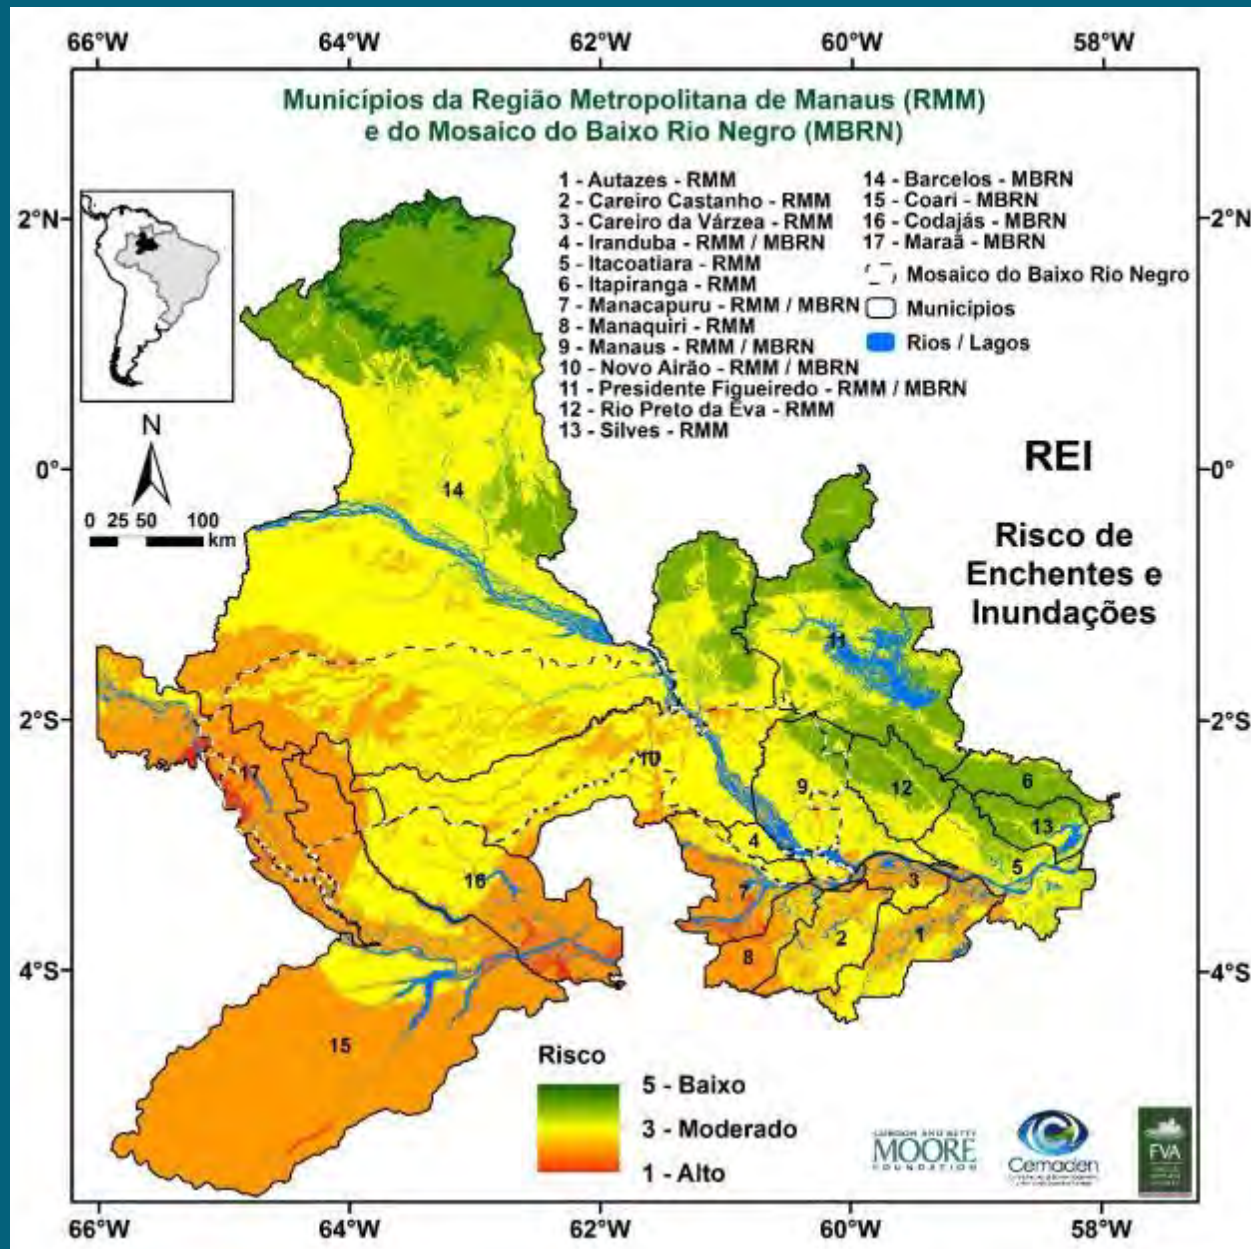 66°W 64°W 62°W 60°W 58°W
Municípios da Região Metropolitana de Manaus (RMM)
e do Mosaico do Baixo Rio Negro (MBRN)
1 - Autazes - RMM
2 - Careiro Castanho - RMM
3 - Careiro da Várzea - RMM
4 - Iranduba - RMM / MBRN
5 - Itacoatiara - RMM
6 - Itapiranga - RMM
7 - Manacapuru - RMM / MBRN
8 - Manaquiri - RMM
9 - Manaus - RMM / MBRN
10 - Novo Airão - RMM / MBRN
11 - Presidente Figueiredo - RMM / MBRN
12 - Rio Preto da Eva - RMM
13 - Silves - RMM
14 - Barcelos - MBRN
15 - Coari - MBRN
16 - Codajás - MBRN
17 - Maraã - MBRN
Mosaico do Baixo Rio Negro
Municípios
Rios / Lagos
2°N 2°N
N
0° 0°
0 25 50 100
km
REI
Risco de
Enchentes e
Inundações
14
11
2°S 2°S
10
17
9
12
6
13
4
5
16
7
3
2
1
8
4°S 4°S
15
Risco
5 - Baixo
3 - Moderado
1 - Alto
GORDON AND BETTY
MOORE
FOUNDATION
Cemaden
FVA
66°W 64°W 62°W 60°W 58°W